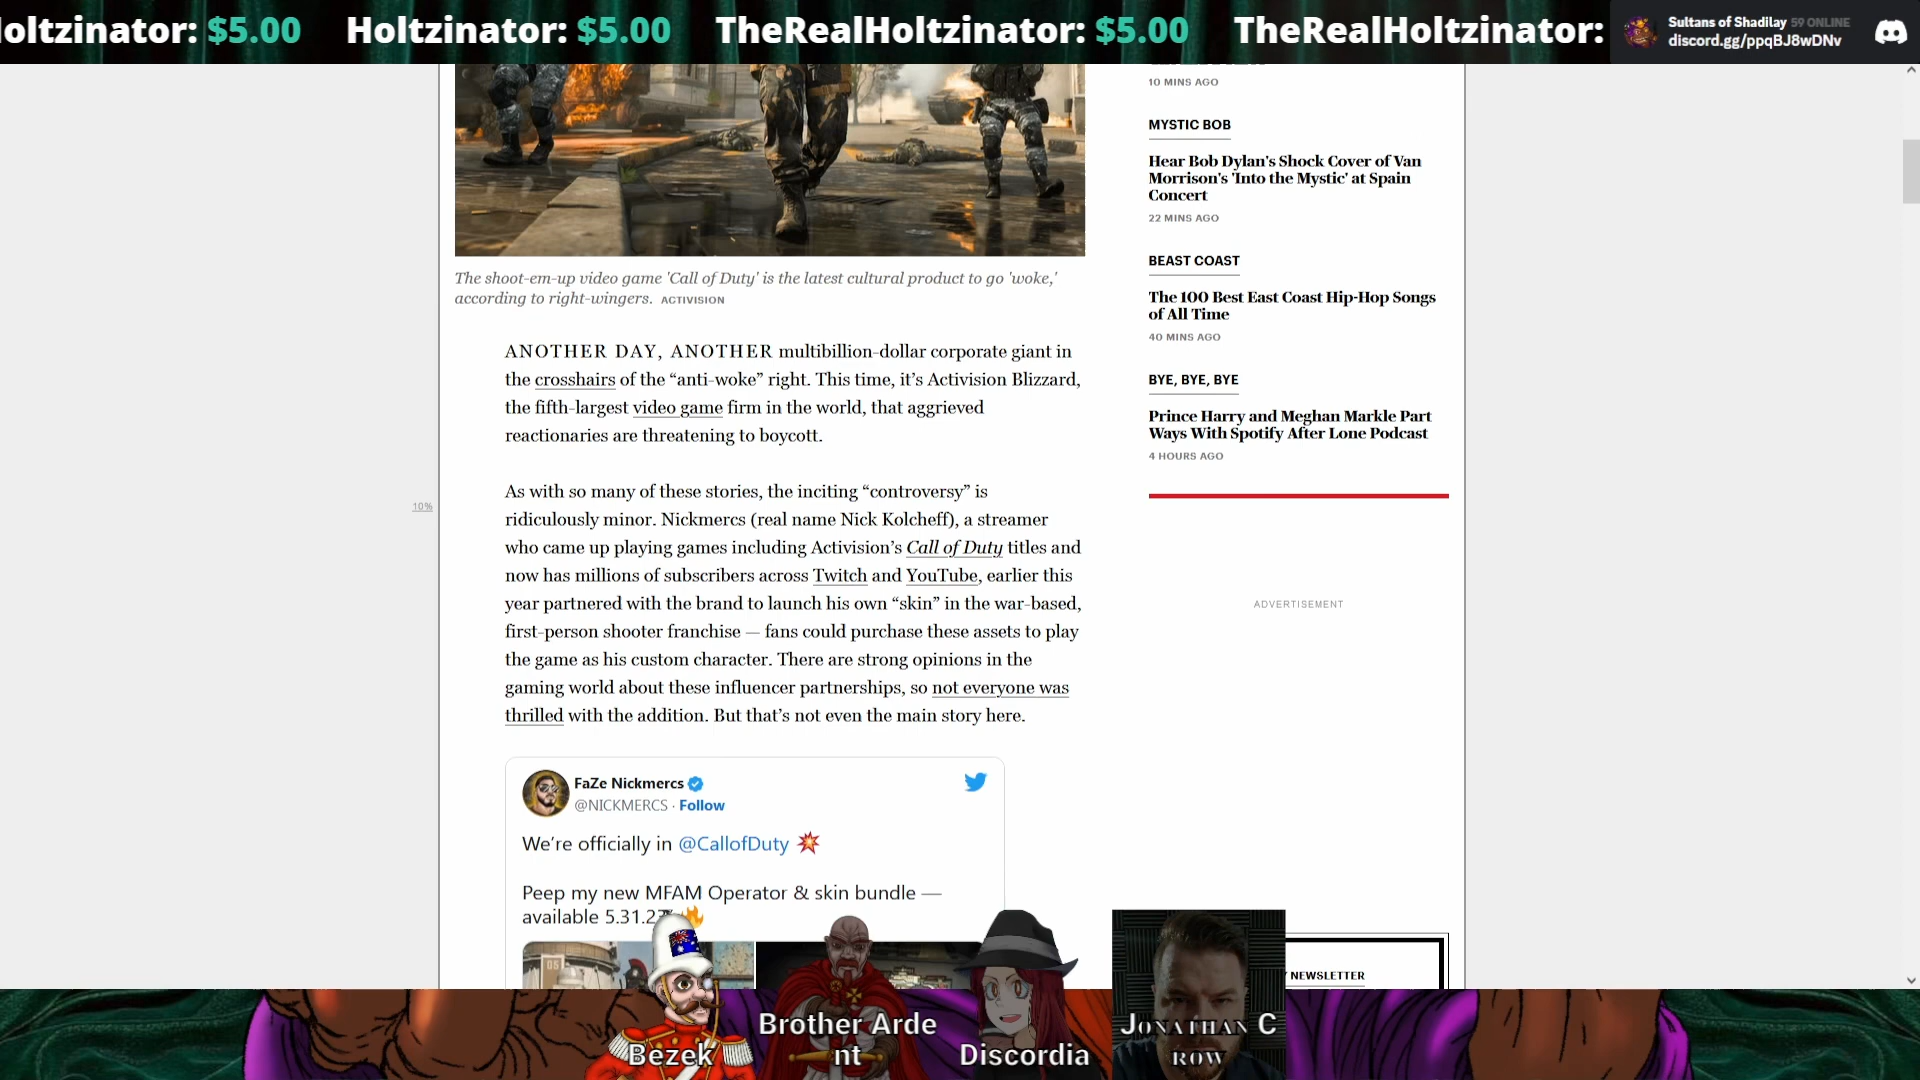 oltzinator: $5.00 Holtzinator: $5.00 TheRealHoltzinator: $5.00 TheRealHoltzinator:
Sultans of Shadilay 59 ONLINE
discord.gg/ppqBJ8wDNv
The shoot-em-up video game 'Call of Duty' is the latest cultural product to go 'woke,'
according to right-wingers. ACTIVISION
ANOTHER DAY, ANOTHER multibillion-dollar corporate giant in
the crosshairs of the “anti-woke” right. This time, it’s Activision Blizzard,
the fifth-largest video game firm in the world, that aggrieved
reactionaries are threatening to boycott.
10%
As with so many of these stories, the inciting “controversy” is
ridiculously minor. Nickmercs (real name Nick Kolcheff), a streamer
who came up playing games including Activision’s Call of Duty titles and
now has millions of subscribers across Twitch and YouTube, earlier this
year partnered with the brand to launch his own “skin” in the war-based,
first-person shooter franchise — fans could purchase these assets to play
the game as his custom character. There are strong opinions in the
gaming world about these influencer partnerships, so not everyone was
thrilled with the addition. But that’s not even the main story here.
FaZe Nickmercs
@NICKMERCS · Follow
We’re officially in @CallofDuty
Peep my new MFAM Operator & skin bundle —
available 5.31.2
10 MINS AGO
MYSTIC BOB
Hear Bob Dylan's Shock Cover of Van
Morrison's 'Into the Mystic' at Spain
Concert
22 MINS AGO
BEAST COAST
The 100 Best East Coast Hip-Hop Songs
of All Time
40 MINS AGO
BYE, BYE, BYE
Prince Harry and Meghan Markle Part
Ways With Spotify After Lone Podcast
4 HOURS AGO
ADVERTISEMENT
NEWSLETTER
Bezek
Brother Arde
nt
Discordia
JONATHAN C
ROW